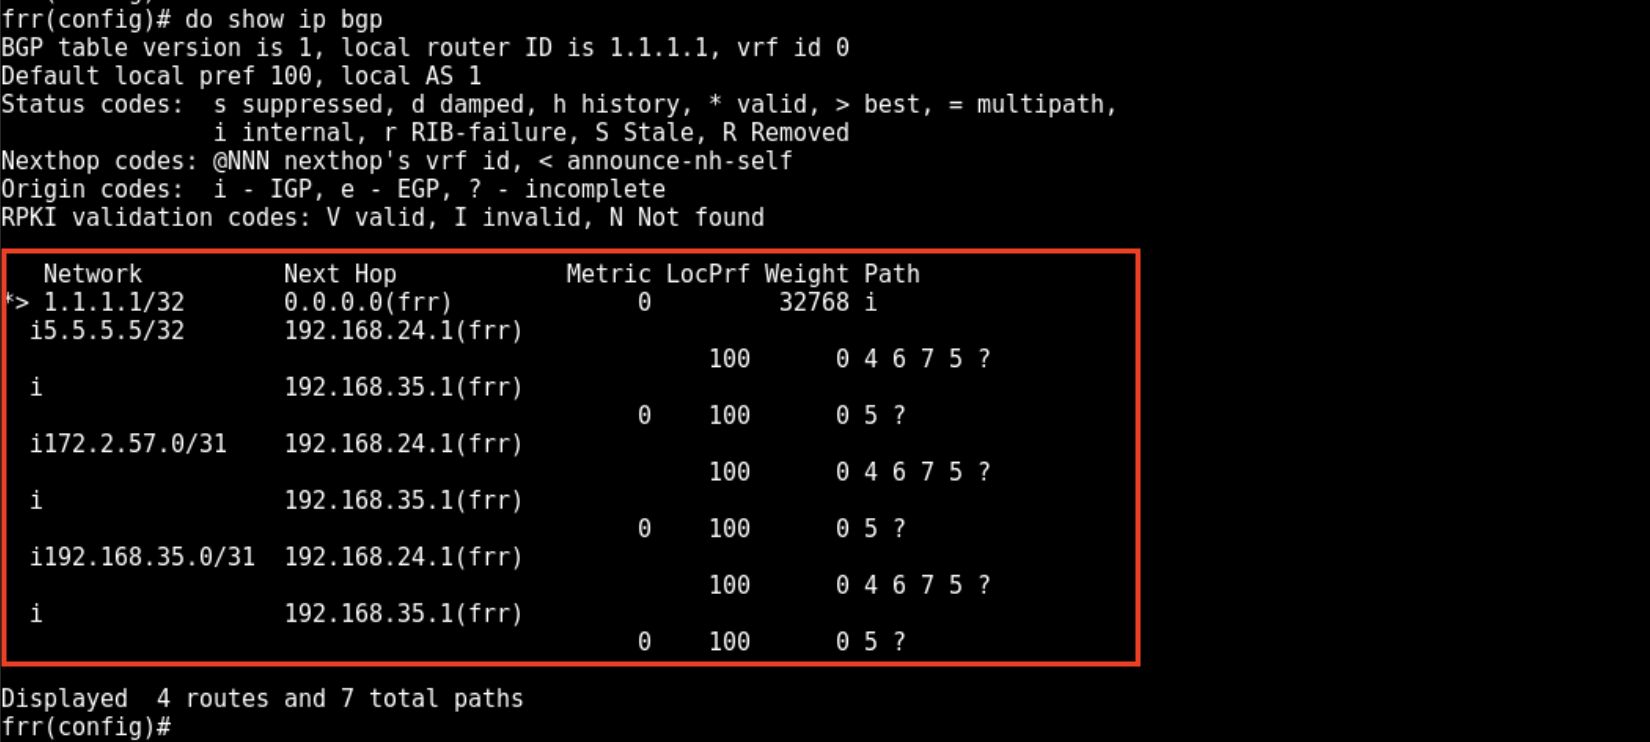 frr(config)# do show ip bgp
BGP table version is 1, local router ID is 1.1.1.1, vrf id 0
Default local pref 100, local AS 1
Status codes:  s suppressed, d damped, h history, * valid, > best, = multipath,
               i internal, r RIB-failure, S Stale, R Removed
Nexthop codes: @NNN nexthop's vrf id, < announce-nh-self
Origin codes:  i - IGP, e - EGP, ? - incomplete
RPKI validation codes: V valid, I invalid, N Not found

   Network          Next Hop            Metric LocPrf Weight Path
*> 1.1.1.1/32       0.0.0.0(frr)             0         32768 i
  i5.5.5.5/32       192.168.24.1(frr)
                                                  100      0 4 6 7 5 ?
  i                 192.168.35.1(frr)
                                             0    100      0 5 ?
  i172.2.57.0/31    192.168.24.1(frr)
                                                  100      0 4 6 7 5 ?
  i                 192.168.35.1(frr)
                                             0    100      0 5 ?
  i192.168.35.0/31  192.168.24.1(frr)
                                                  100      0 4 6 7 5 ?
  i                 192.168.35.1(frr)
                                             0    100      0 5 ?

Displayed  4 routes and 7 total paths
frr(config)#